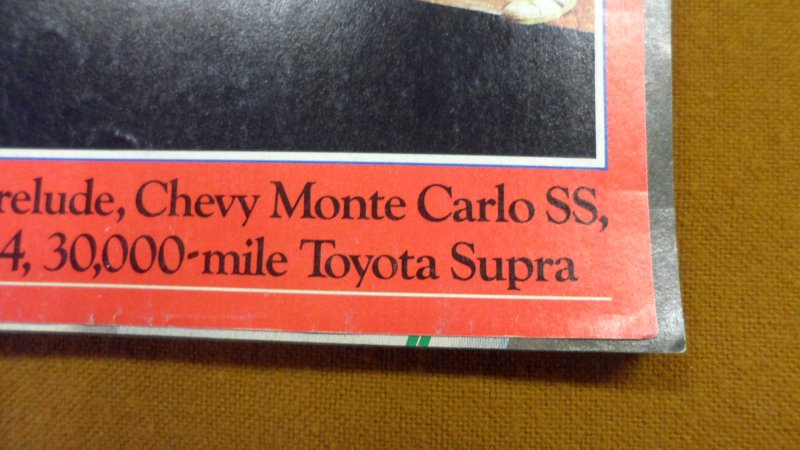 relude, Chevy Monte Carlo SS,
4, 30,000-mile Toyota Supra